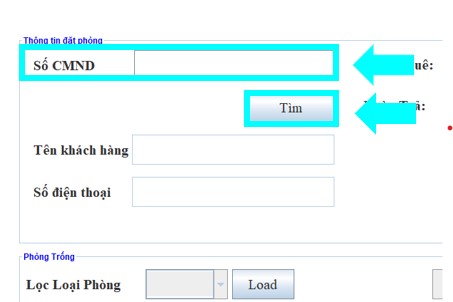 Thông tin đặt phòng
Số CMND
uê:
Tìm
Trả:
Tên khách hàng
Số điện thoại
Phòng Trống
Lọc Loại Phòng
Load